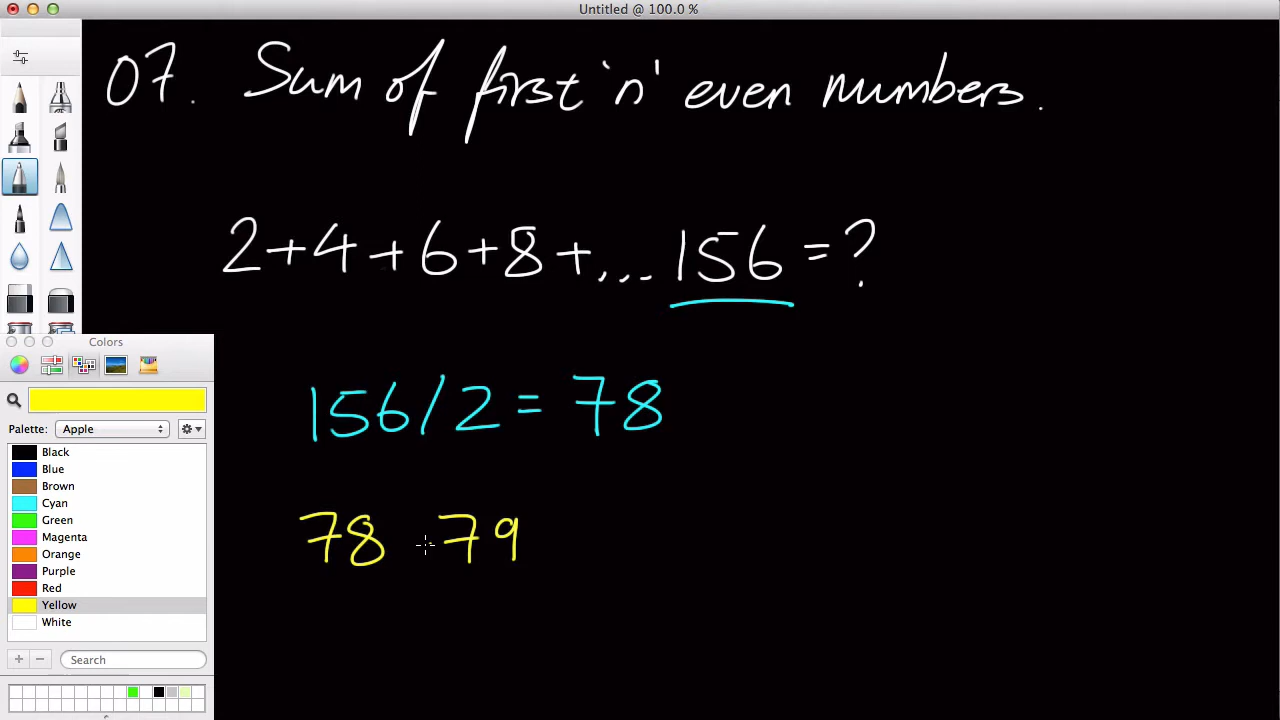 Untitled @ 100.0 %
07. Sum of first 'n' even numbers.
2+4+6+8+... 156 = ?
156/2 = 78
78 79
Colors
Palette: Apple
Black
Blue
Brown
Cyan
Green
Magenta
Orange
Purple
Red
Yellow
White
Search